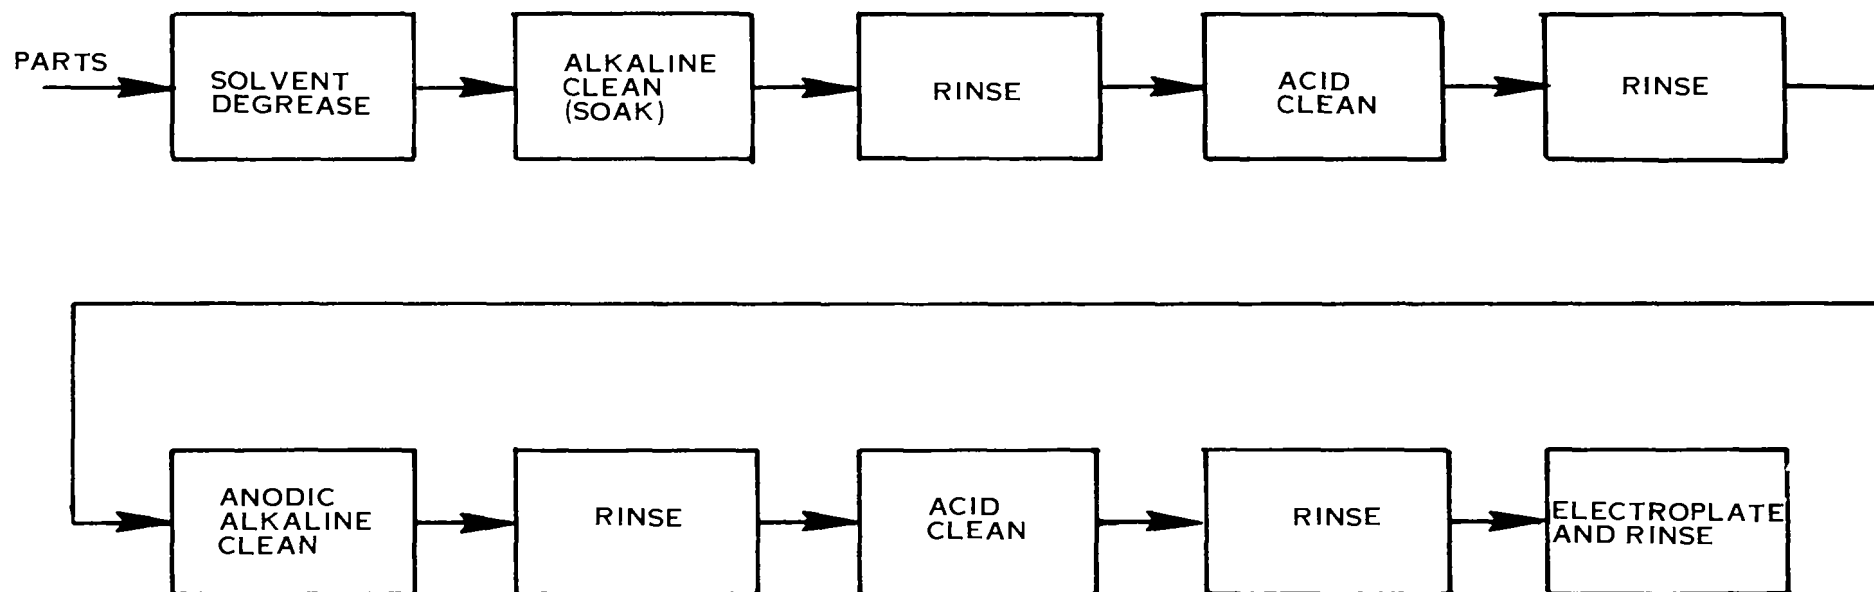 PARTS
SOLVENT
DEGREASE
ALKALINE
CLEAN
(SOAK)
RINSE
ACID
CLEAN
RINSE
ANODIC
ALKALINE
CLEAN
RINSE
ACID
CLEAN
RINSE
ELECTROPLATE
AND RINSE